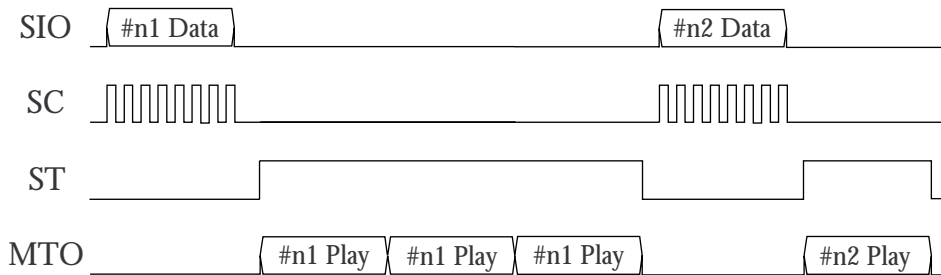 SIO #n1 Data #n2 Data
SC
ST
MTO #n1 Play #n1 Play #n1 Play #n2 Play